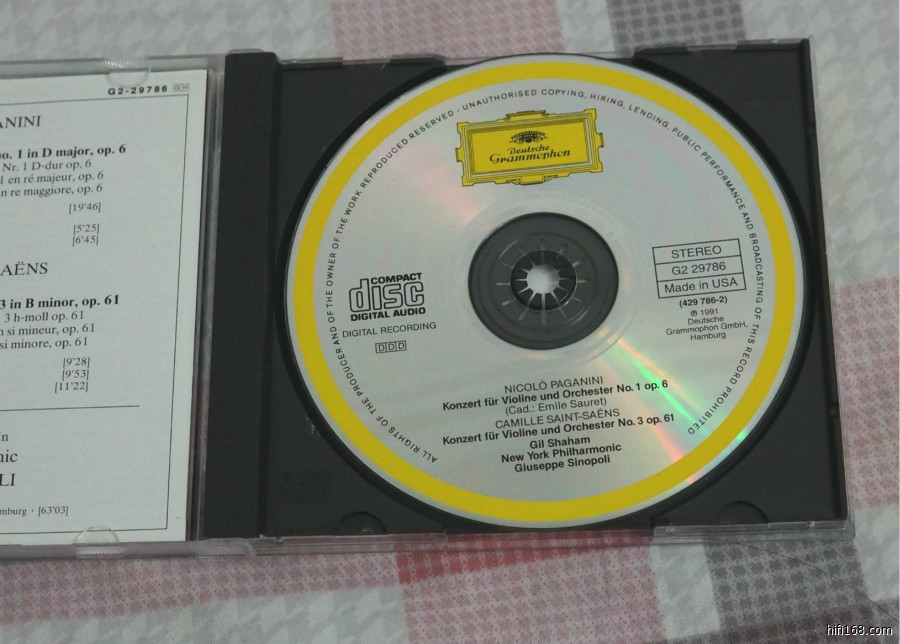 G2-29786 GH
ANINI
no. 1 in D major, op. 6
Nr. 1 D-dur op. 6
1 en ré majeur, op. 6
in re maggiore, op. 6
[19'46]
[5'25]
[6'45]
SAËNS
3 in B minor, op. 61
3 h-moll op. 61
n si mineur, op. 61
si minore, op. 61
[9'28]
[9'53]
[11'22]
in
nic
LI
mburg · [63'03]
ALL RIGHTS OF THE PRODUCER AND OF THE OWNER OF THE WORK REPRODUCED RESERVED · UNAUTHORISED COPYING, HIRING, LENDING, PUBLIC PERFORMANCE AND BROADCASTING OF THIS RECORD PROHIBITED
Deutsche
Grammophon
COMPACT
disc
DIGITAL AUDIO
DIGITAL RECORDING
DDD
STEREO
G2 29786
Made in USA
(429 786-2)
℗ 1991
Deutsche
Grammophon GmbH,
Hamburg
NICOLÒ PAGANINI
Konzert für Violine und Orchester No. 1 op. 6
(Cad.: Emile Sauret)
CAMILLE SAINT-SAËNS
Konzert für Violine und Orchester No. 3 op. 61
Gil Shaham
New York Philharmonic
Giuseppe Sinopoli
hifi168.com